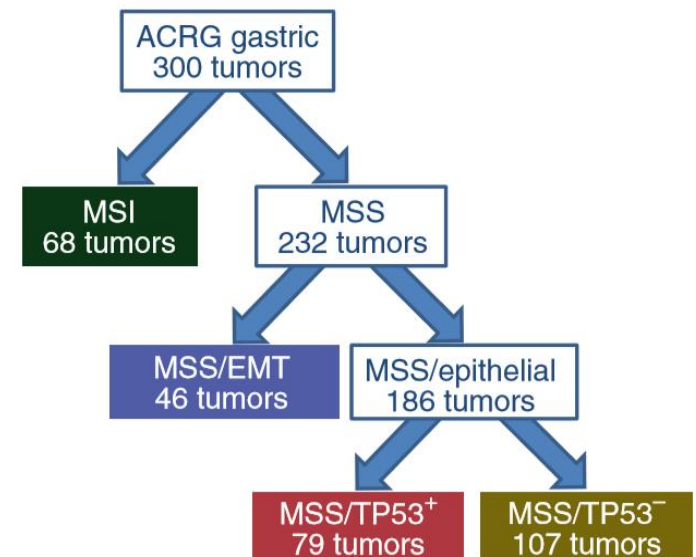 ACRG gastric
300 tumors
MSI
68 tumors
MSS
232 tumors
MSS/EMT
46 tumors
MSS/epithelial
186 tumors
MSS/TP53⁺
79 tumors
MSS/TP53⁻
107 tumors